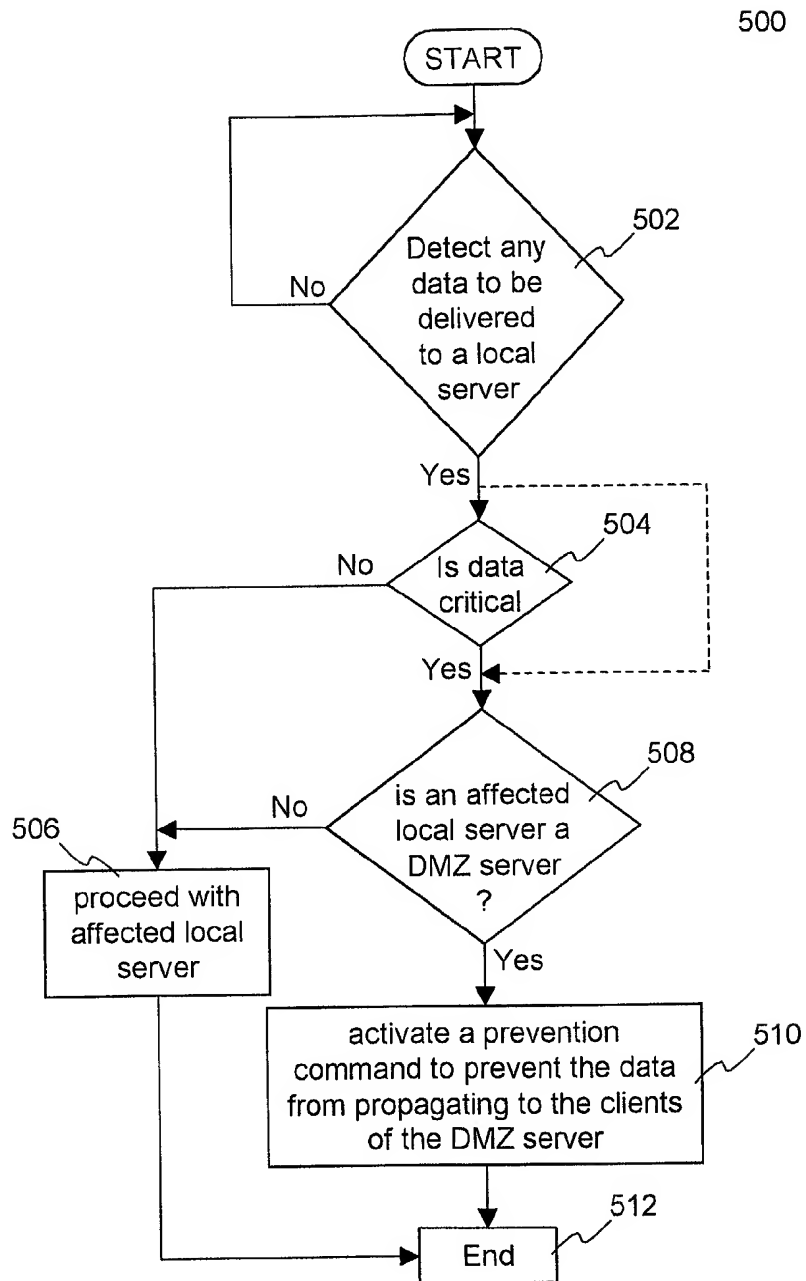 500
START
502
Detect any
data to be
delivered
to a local
server
No
Yes
504
No
Is data
critical
Yes
508
is an affected
local server a
DMZ server
?
No
506
proceed with
affected local
server
Yes
activate a prevention
command to prevent the data
from propagating to the clients
of the DMZ server
510
512
End